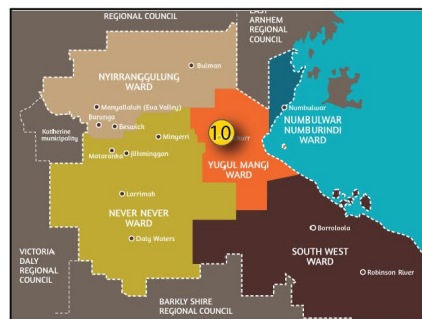 REGIONAL COUNCIL
EAST
ARNHEM
REGIONAL
COUNCIL
Bulman
NYIRRANGGULUNG
WARD
Manyallaluk (Eva Valley)
Barunga
Beswick
Katherine
municipality
Minyerri
Mataranka
Jilkminggan
10
Numbulwar
NUMBULWAR
NUMBURINDI
WARD
YUGUL MANGI
WARD
Larrimah
NEVER NEVER
WARD
Daly Waters
Borroloola
SOUTH WEST
WARD
Robinson River
VICTORIA
DALY
REGIONAL
COUNCIL
BARKLY SHIRE
REGIONAL COUNCIL